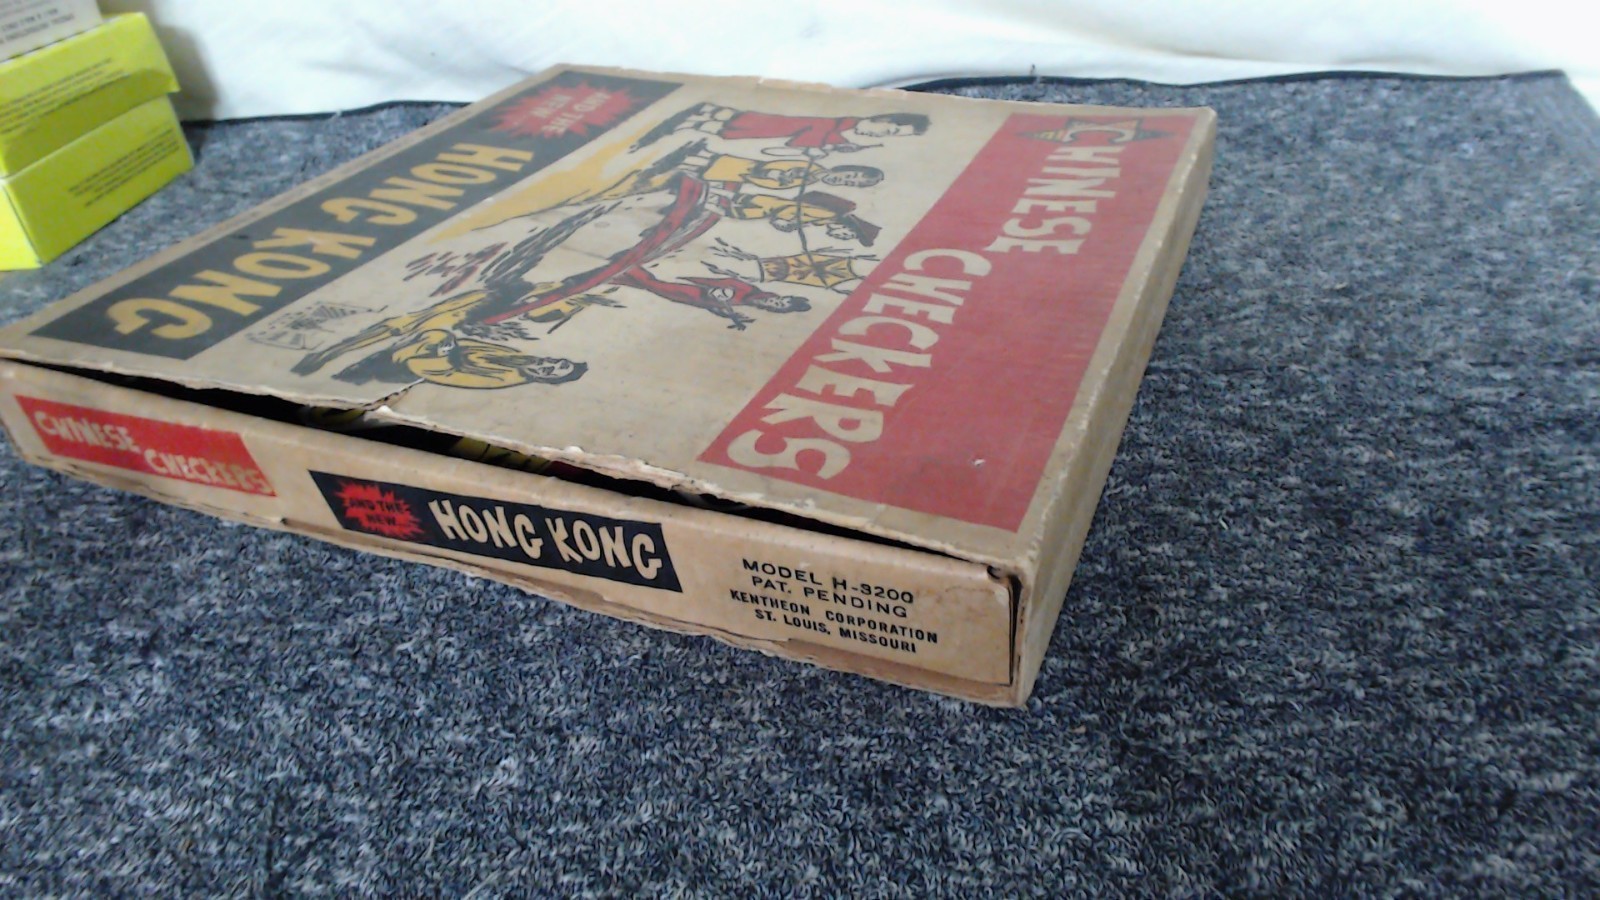 CHINESE
CHECKERS
AND THE
NEW
HONG KONG
CHINESE
CHECKERS
AND THE
NEW
HONG KONG
MODEL H-3200
PAT. PENDING
KENTHEON CORPORATION
ST. LOUIS, MISSOURI